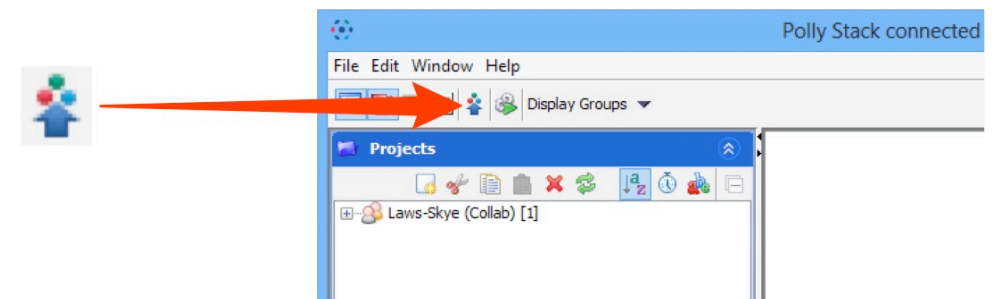 Polly Stack connected
File Edit Window Help
Display Groups
Projects
Laws-Skye (Collab) [1]